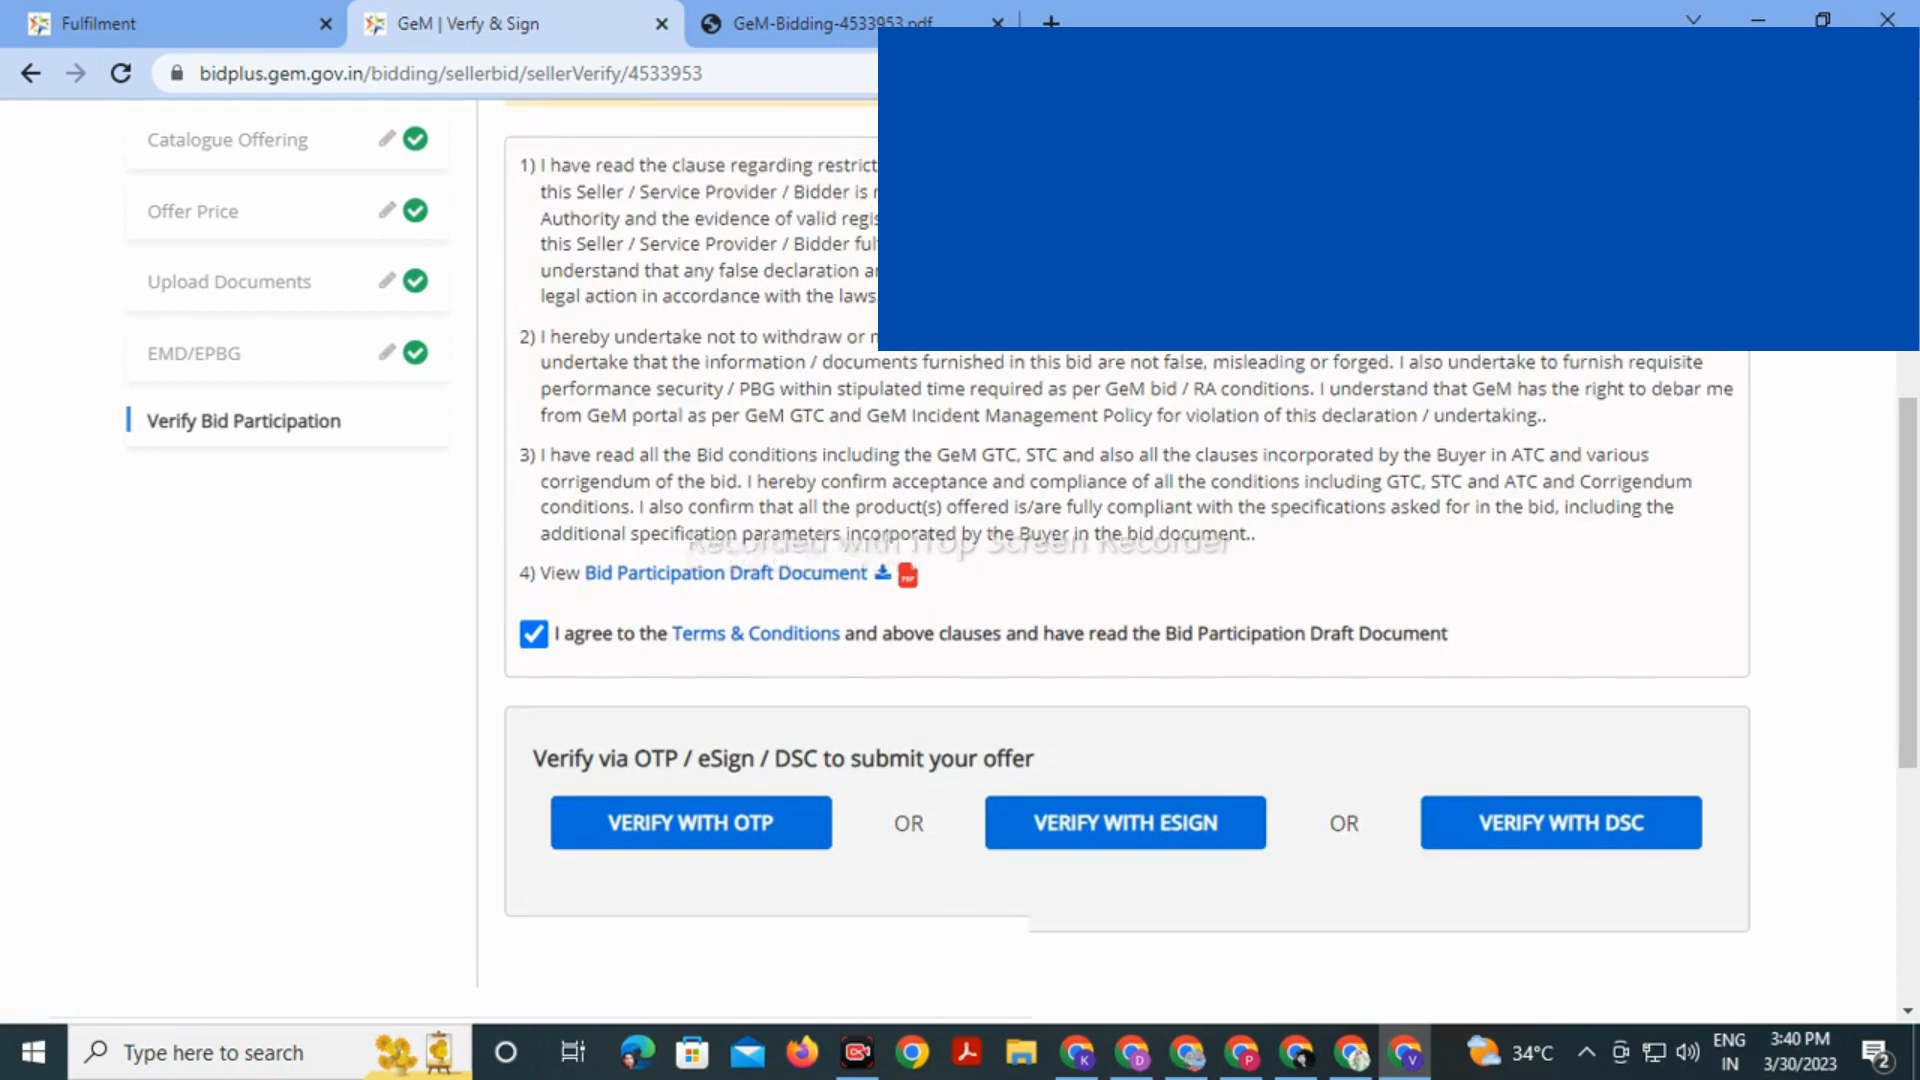 Fulfilment
GeM | Verfy & Sign
GeM-Bidding-4533953.pdf
bidplus.gem.gov.in/bidding/sellerbid/sellerVerify/4533953
Catalogue Offering
Offer Price
Upload Documents
EMD/EPBG
Verify Bid Participation
1) I have read the clause regarding restrict
this Seller / Service Provider / Bidder is
Authority and the evidence of valid regis
this Seller / Service Provider / Bidder ful
understand that any false declaration
legal action in accordance with the laws
2) I hereby undertake not to withdraw or
undertake that the information / documents furnished in this bid are not false, misleading or forged. I also undertake to furnish requisite
performance security / PBG within stipulated time required as per GeM bid / RA conditions. I understand that GeM has the right to debar me
from GeM portal as per GeM GTC and GeM Incident Management Policy for violation of this declaration / undertaking..
3) I have read all the Bid conditions including the GeM GTC, STC and also all the clauses incorporated by the Buyer in ATC and various
corrigendum of the bid. I hereby confirm acceptance and compliance of all the conditions including GTC, STC and ATC and Corrigendum
conditions. I also confirm that all the product(s) offered is/are fully compliant with the specifications asked for in the bid, including the
additional specification parameters incorporated by the Buyer in the bid document..
Recorded with iTop Screen Recorder
4) View Bid Participation Draft Document
PDF
I agree to the Terms & Conditions and above clauses and have read the Bid Participation Draft Document
Verify via OTP / eSign / DSC to submit your offer
VERIFY WITH OTP
OR
VERIFY WITH ESIGN
OR
VERIFY WITH DSC
Type here to search
K
D
P
V
34°C
ENG
IN
3:40 PM
3/30/2023
2